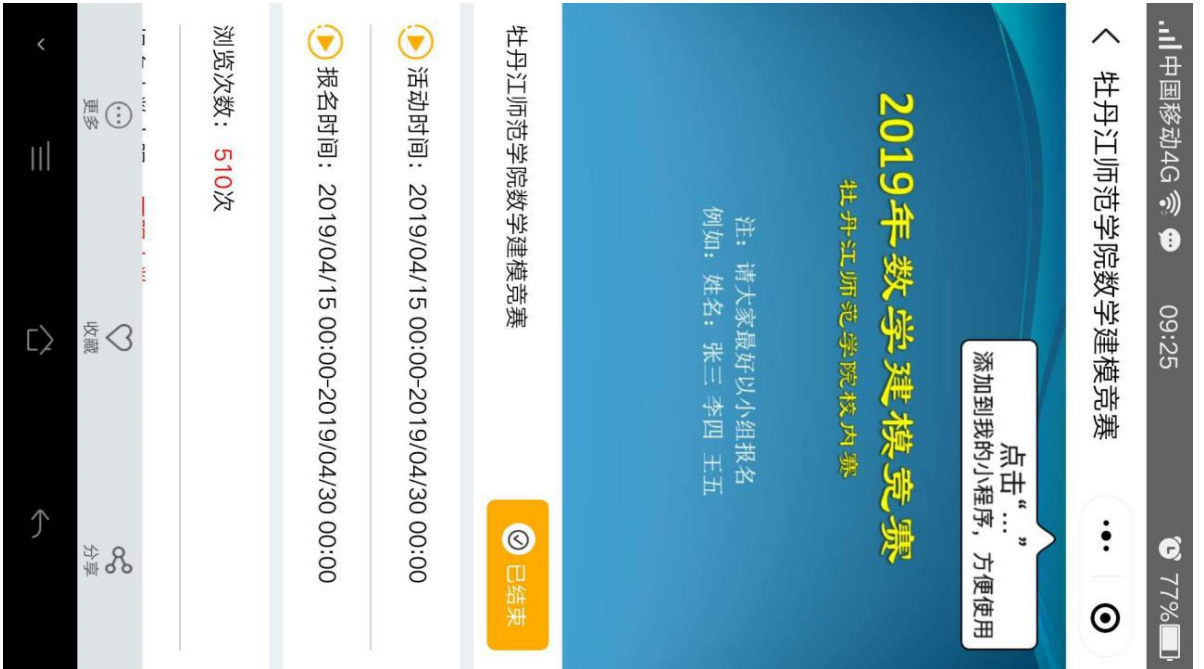 中国移动4G 09:25 77%
牡丹江师范学院数学建模竞赛
点击“...”
添加到我的小程序，方便使用
2019年数学建模竞赛
牡丹江师范学院校内赛
注：请大家最好以小组报名
例如：姓名：张三 李四 王五
牡丹江师范学院数学建模竞赛
已结束
活动时间：2019/04/15 00:00-2019/04/30 00:00
报名时间：2019/04/15 00:00-2019/04/30 00:00
浏览次数：510次
更多 收藏 分享